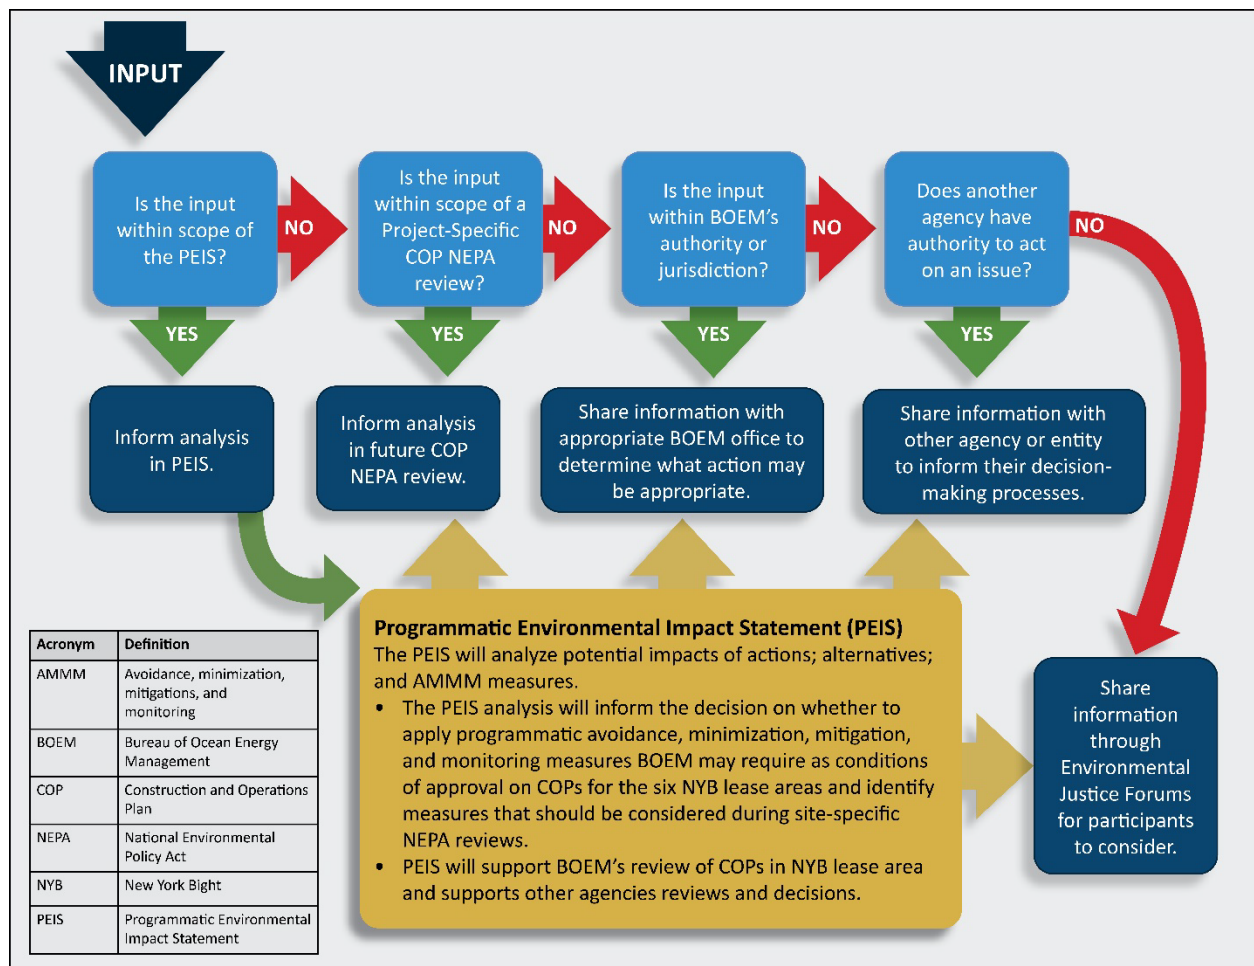 INPUT
Is the input
within scope of
the PEIS?
NO
Is the input
within scope of a
Project-Specific
COP NEPA
review?
NO
Is the input
within BOEM's
authority or
jurisdiction?
NO
Does another
agency have
authority to act
on an issue?
NO
YES
YES
YES
YES
Inform analysis
in PEIS.
Inform analysis
in future COP
NEPA review.
Share information with
appropriate BOEM office to
determine what action may
be appropriate.
Share information with
other agency or entity
to inform their decision-
making processes.
Programmatic Environmental Impact Statement (PEIS)
The PEIS will analyze potential impacts of actions; alternatives;
and AMMM measures.
• The PEIS analysis will inform the decision on whether to
apply programmatic avoidance, minimization, mitigation,
and monitoring measures BOEM may require as conditions
of approval on COPs for the six NYB lease areas and identify
measures that should be considered during site-specific
NEPA reviews.
• PEIS will support BOEM's review of COPs in NYB lease area
and supports other agencies reviews and decisions.
Share
information
through
Environmental
Justice Forums
for participants
to consider.
Acronym Definition
AMMM Avoidance, minimization,
mitigations, and
monitoring
BOEM Bureau of Ocean Energy
Management
COP Construction and Operations
Plan
NEPA National Environmental
Policy Act
NYB New York Bight
PEIS Programmatic Environmental
Impact Statement